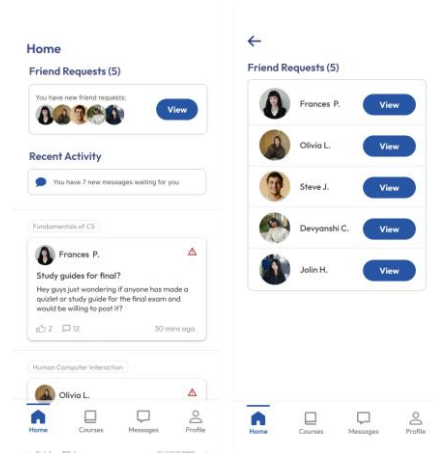 Home
Friend Requests (5)
You have new friend requests:
View
Recent Activity
You have 7 new messages waiting for you
Fundamentals of CS
Frances P.
Study guides for final?
Hey guys just wondering if anyone has made a
quizlet or study guide for the final exam and
would be willing to post it?
2 12 30 mins ago
Human Computer Interaction
Olivia L.
Home Courses Messages Profile
Friend Requests (5)
Frances P. View
Olivia L. View
Steve J. View
Devyanshi C. View
Jolin H. View
Home Courses Messages Profile